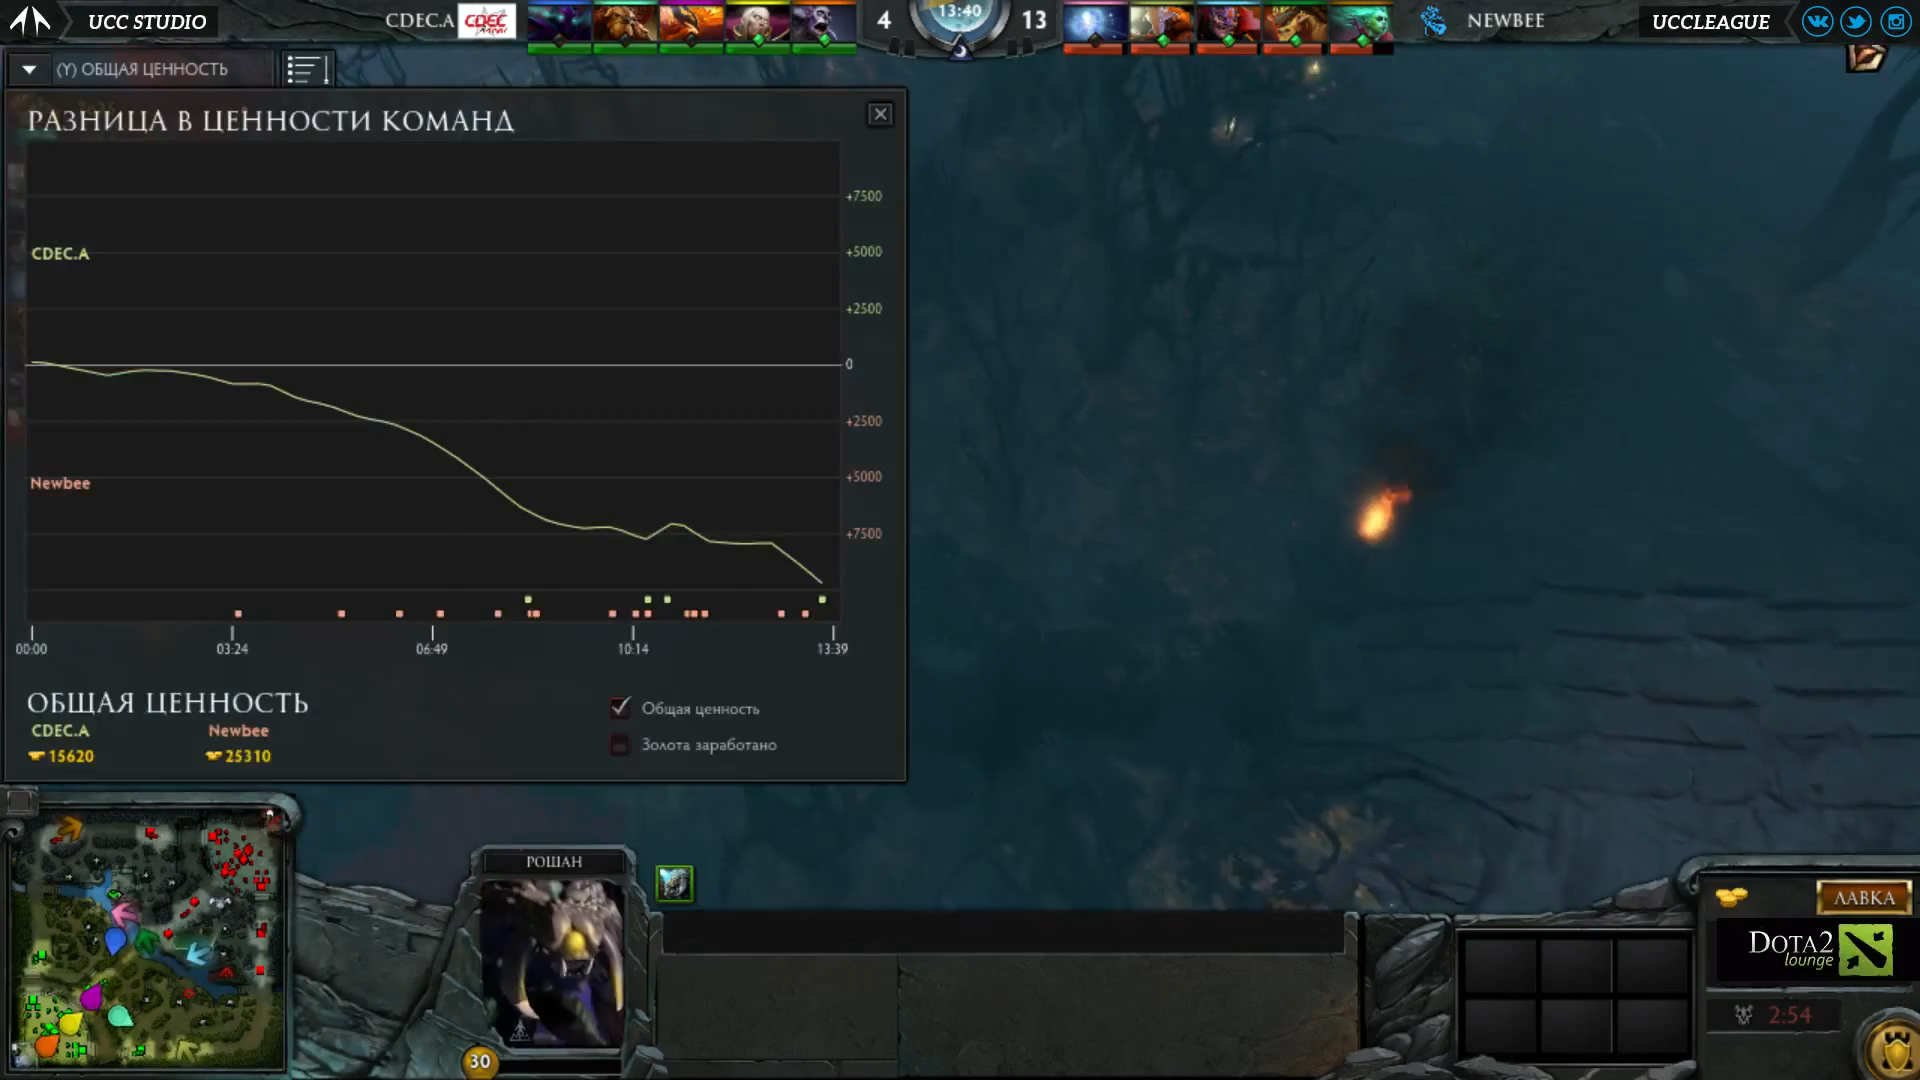 UCC STUDIO
CDEC.A
CDEC
4
13:40
13
NEWBEE
UCCLEAGUE
(Y) ОБЩАЯ ЦЕННОСТЬ
РАЗНИЦА В ЦЕННОСТИ КОМАНД
+7500
CDEC.A
+5000
+2500
0
+2500
Newbee
+5000
+7500
00:00
03:24
06:49
10:14
13:39
ОБЩАЯ ЦЕННОСТЬ
CDEC.A
Newbee
15620
25310
Общая ценность
Золота заработано
РОШАН
30
ЛАВКА
DOTA2
lounge
2:54